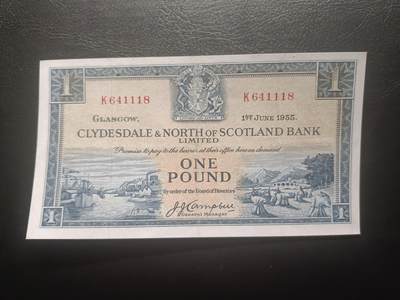 1 1
K641118 K641118
Glasgow, 1ST June 1955.
CLYDESDALE & NORTH OF SCOTLAND BANK
LIMITED
Promise to pay to the bearer at their office here on demand
ONE
POUND
By order of the Board of Directors
J.J. Campbell
General Manager
1 1